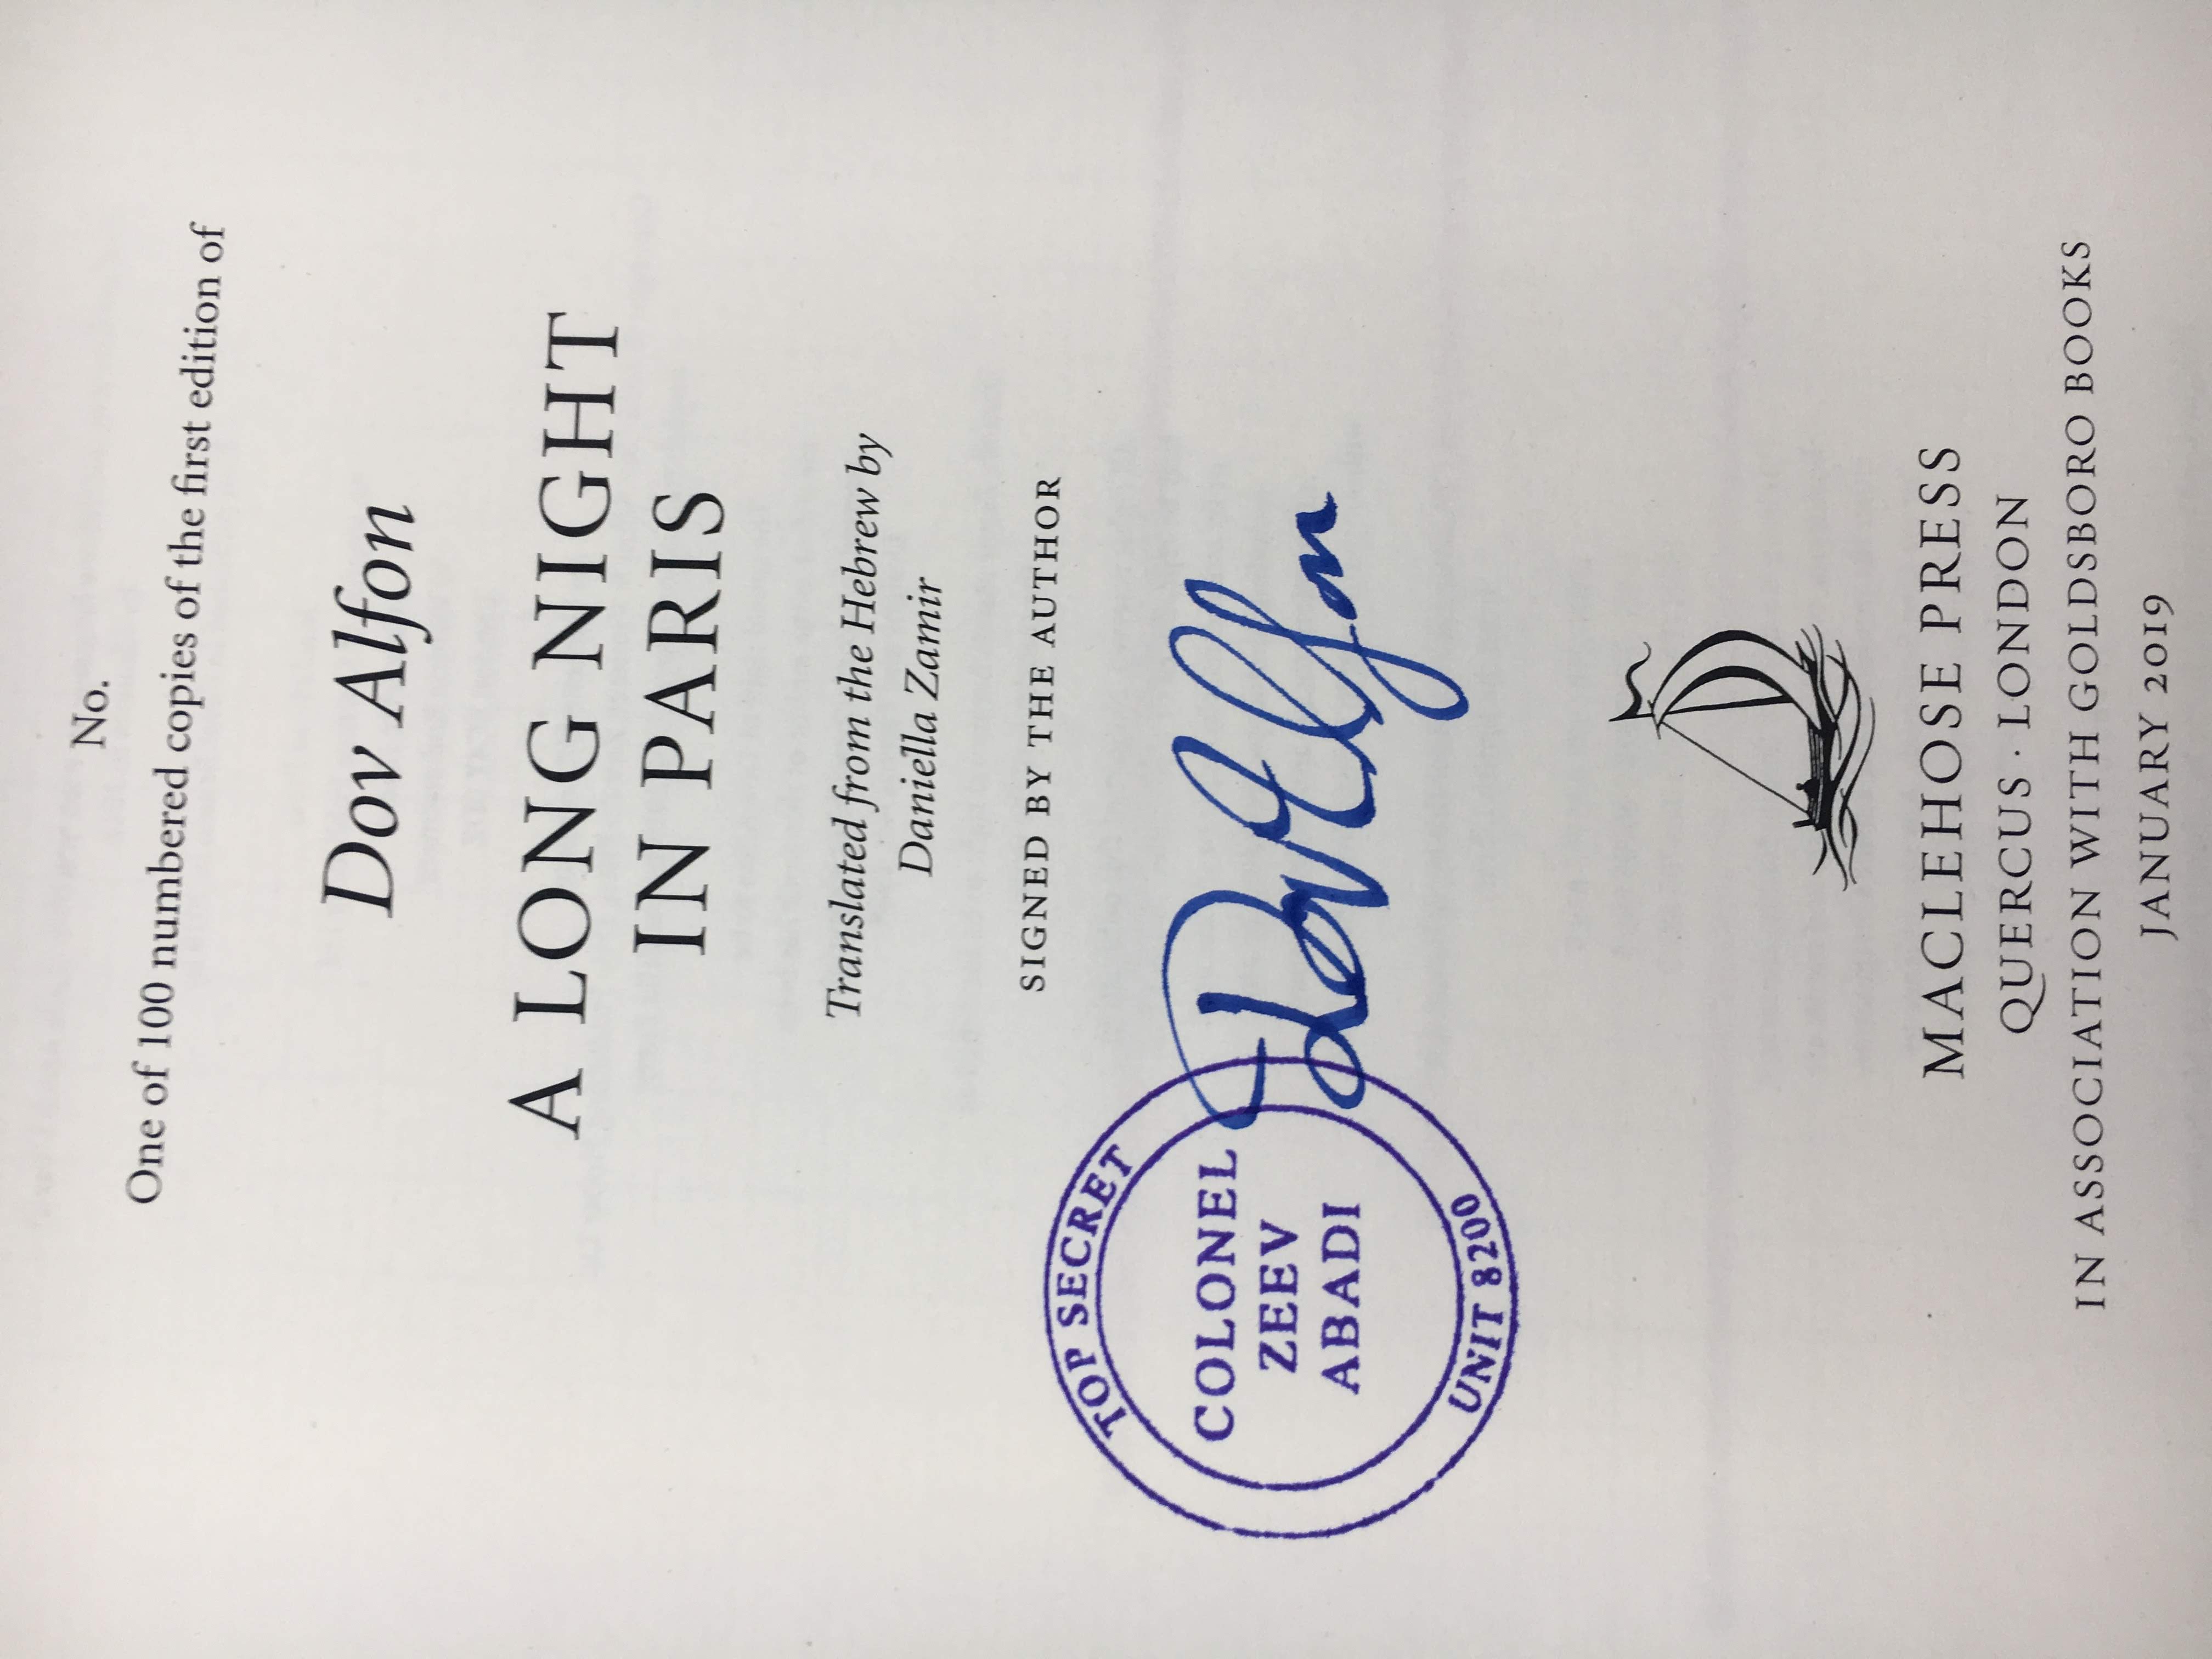 No.
One of 100 numbered copies of the first edition of
Dov Alfon
A LONG NIGHT
IN PARIS
Translated from the Hebrew by
Daniella Zamir
SIGNED BY THE AUTHOR
TOP SECRET
COLONEL
ZEEV
ABADI
UNIT 8200
Dov Alfon
MACLEHOSE PRESS
QUERCUS · LONDON
IN ASSOCIATION WITH GOLDSBORO BOOKS
JANUARY 2019